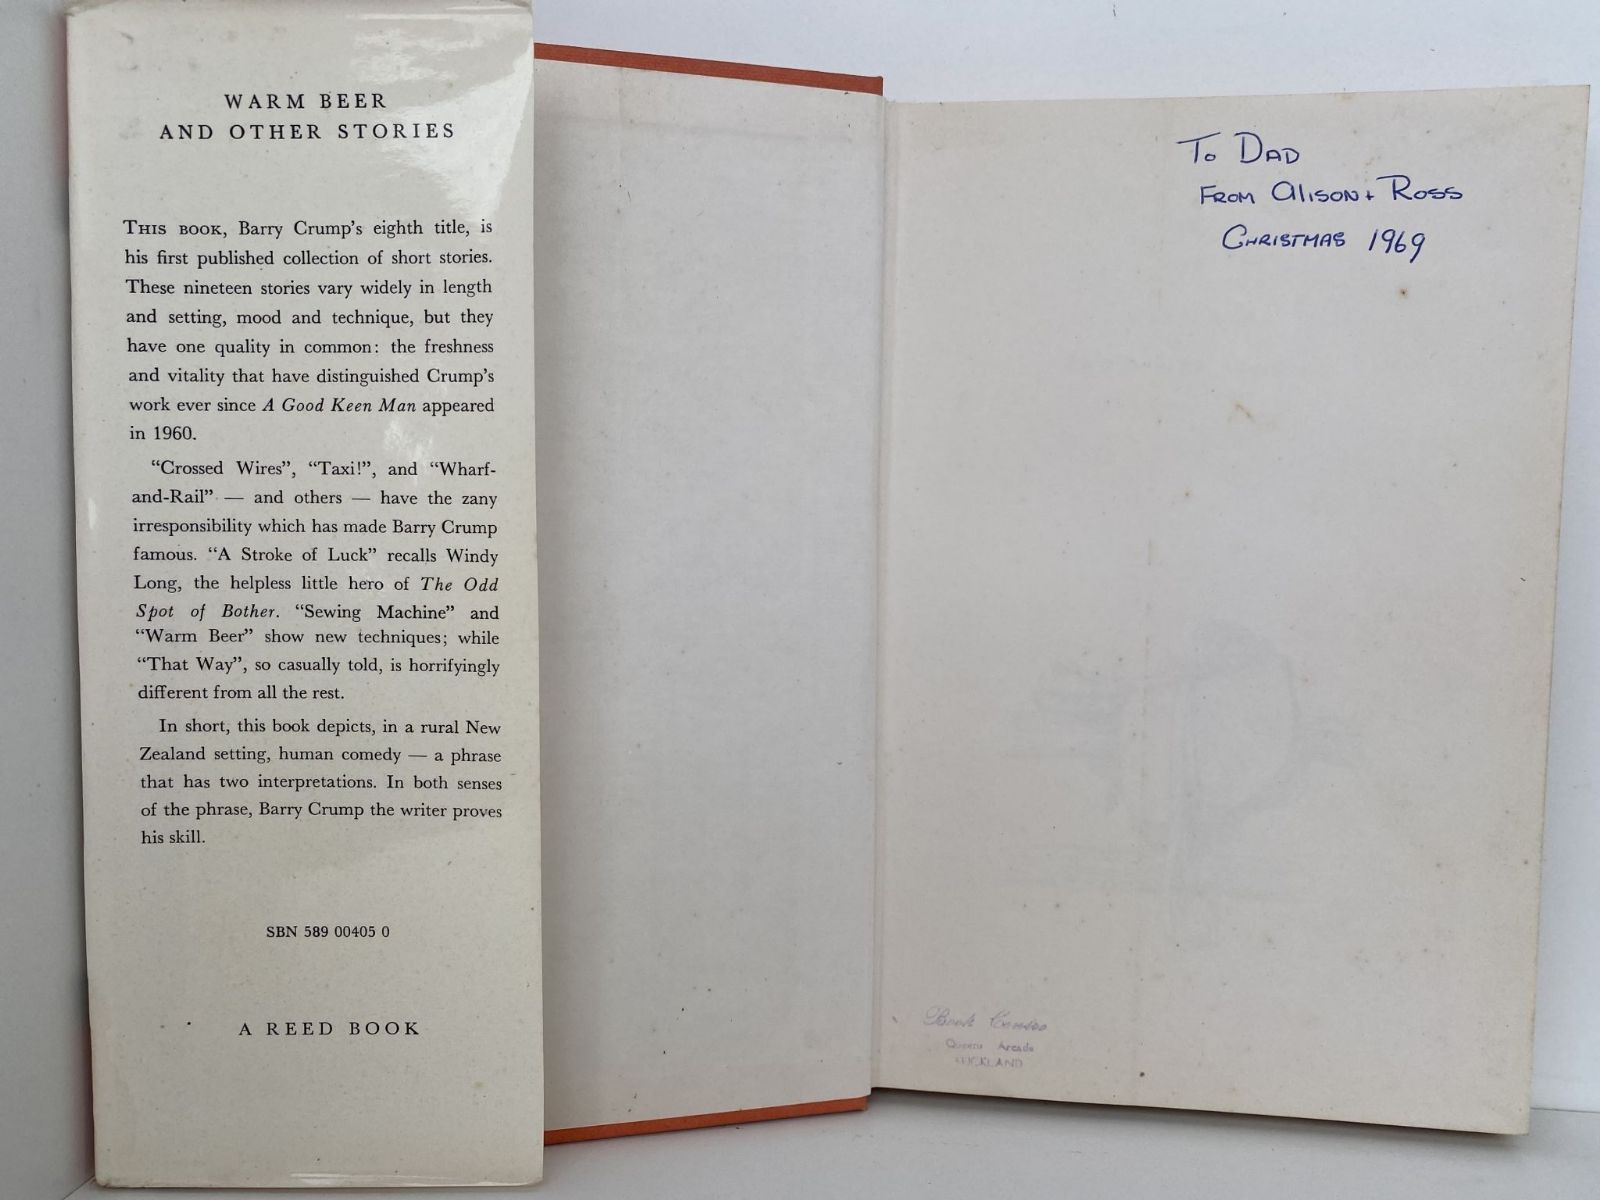 WARM BEER
AND OTHER STORIES
THIS BOOK, Barry Crump's eighth title, is
his first published collection of short stories.
These nineteen stories vary widely in length
and setting, mood and technique, but they
have one quality in common: the freshness
and vitality that have distinguished Crump's
work ever since A Good Keen Man appeared
in 1960.
“Crossed Wires”, “Taxi!”, and “Wharf-
and-Rail” — and others — have the zany
irresponsibility which has made Barry Crump
famous. “A Stroke of Luck” recalls Windy
Long, the helpless little hero of The Odd
Spot of Bother. “Sewing Machine” and
“Warm Beer” show new techniques; while
“That Way”, so casually told, is horrifyingly
different from all the rest.
In short, this book depicts, in a rural New
Zealand setting, human comedy — a phrase
that has two interpretations. In both senses
of the phrase, Barry Crump the writer proves
his skill.
SBN 589 00405 0
A REED BOOK
To DAD
FROM ALISON + ROSS
CHRISTMAS 1969
Book
Arcade
AUCKLAND